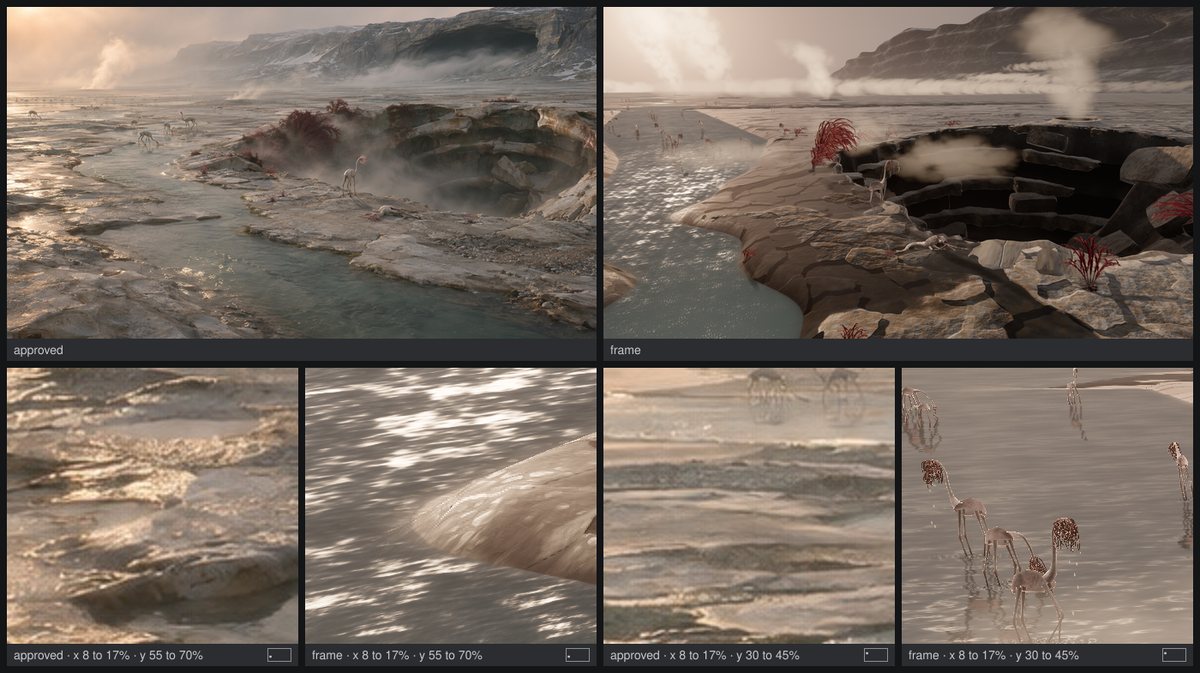 approved
frame
approved · x 8 to 17% · y 55 to 70%
frame · x 8 to 17% · y 55 to 70%
approved · x 8 to 17% · y 30 to 45%
frame · x 8 to 17% · y 30 to 45%